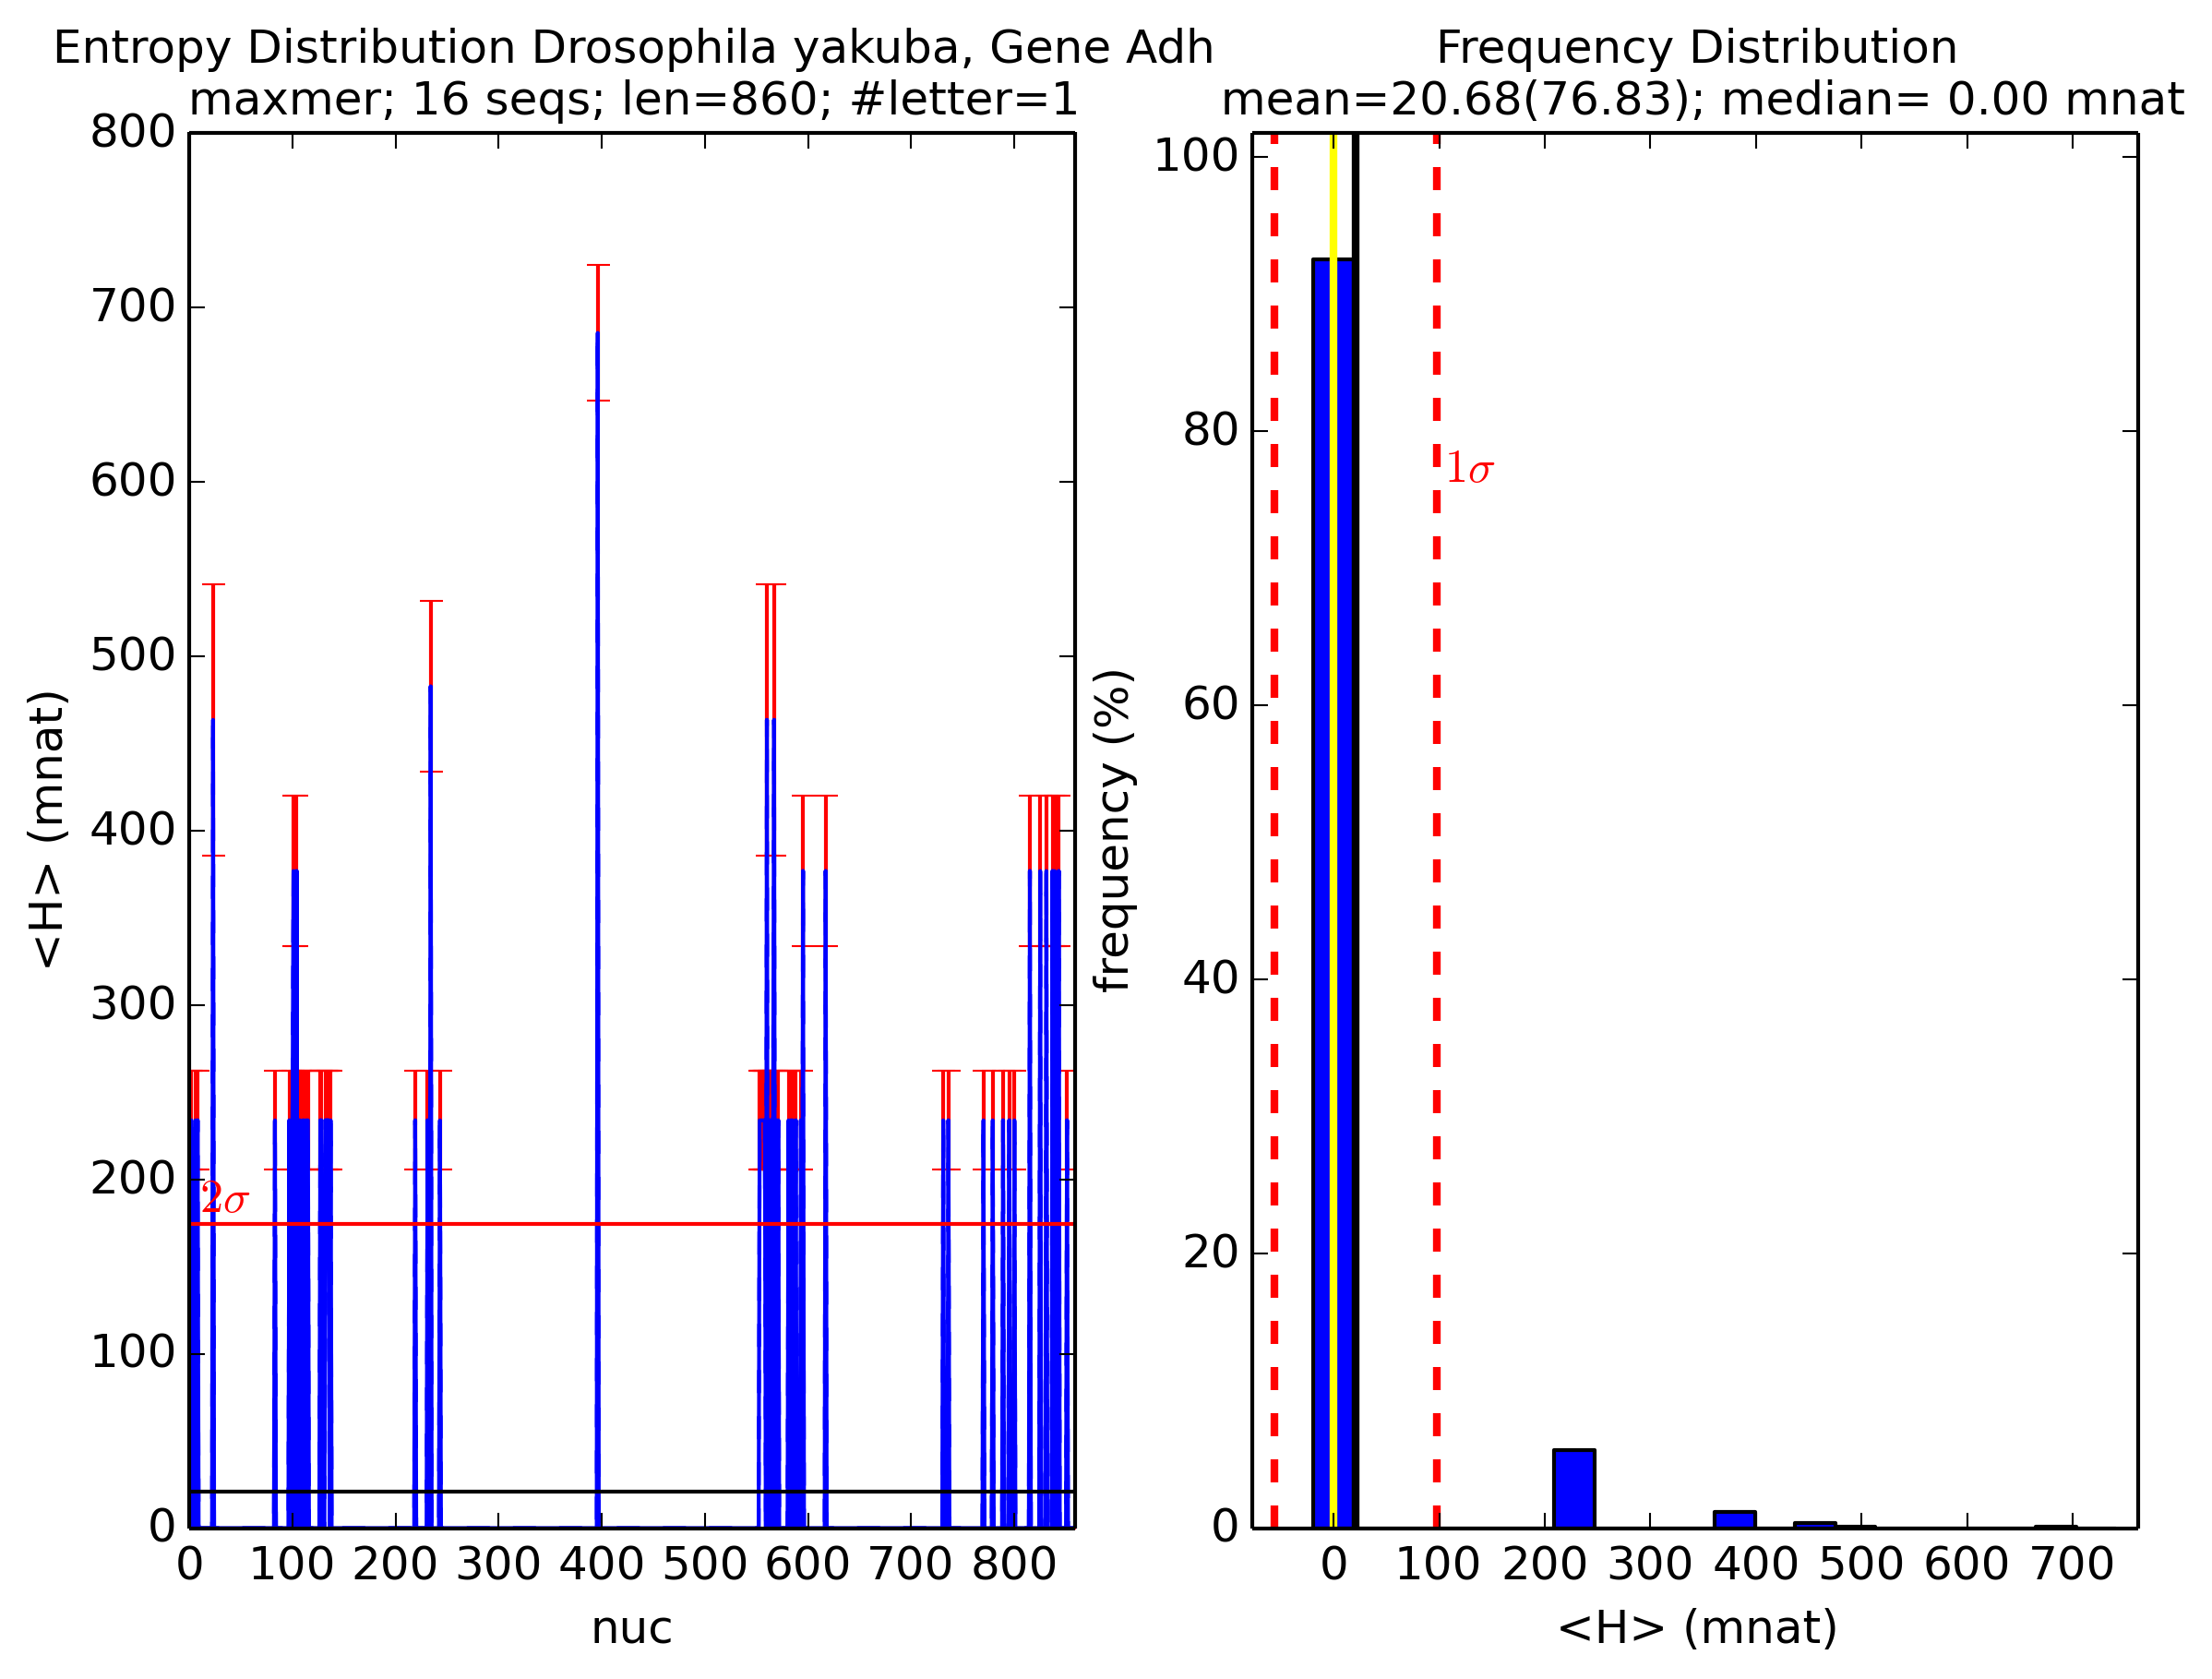 Entropy Distribution Drosophila yakuba, Gene Adh
maxmer; 16 seqs; len=860; #letter=1
800
700
600
500
400
300
200
100
0
<H> (mnat)
2σ
0 100 200 300 400 500 600 700 800
nuc
Frequency Distribution
mean=20.68(76.83); median= 0.00 mnat
100
80
60
40
20
0
frequency (%)
1σ
0 100 200 300 400 500 600 700
<H> (mnat)